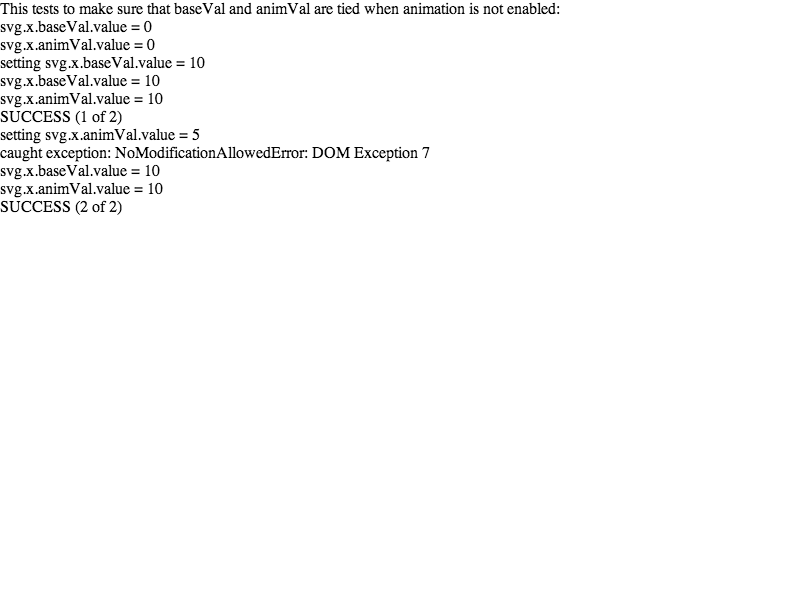 This tests to make sure that baseVal and animVal are tied when animation is not enabled:
svg.x.baseVal.value = 0
svg.x.animVal.value = 0
setting svg.x.baseVal.value = 10
svg.x.baseVal.value = 10
svg.x.animVal.value = 10
SUCCESS (1 of 2)
setting svg.x.animVal.value = 5
caught exception: NoModificationAllowedError: DOM Exception 7
svg.x.baseVal.value = 10
svg.x.animVal.value = 10
SUCCESS (2 of 2)